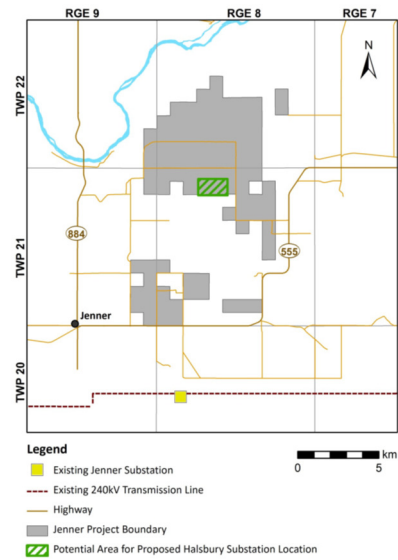 RGE 9 RGE 8 RGE 7
TWP 22
TWP 21
TWP 20
N
884
555
Jenner
Legend
Existing Jenner Substation
Existing 240kV Transmission Line
Highway
Jenner Project Boundary
Potential Area for Proposed Halsbury Substation Location
km
0 5